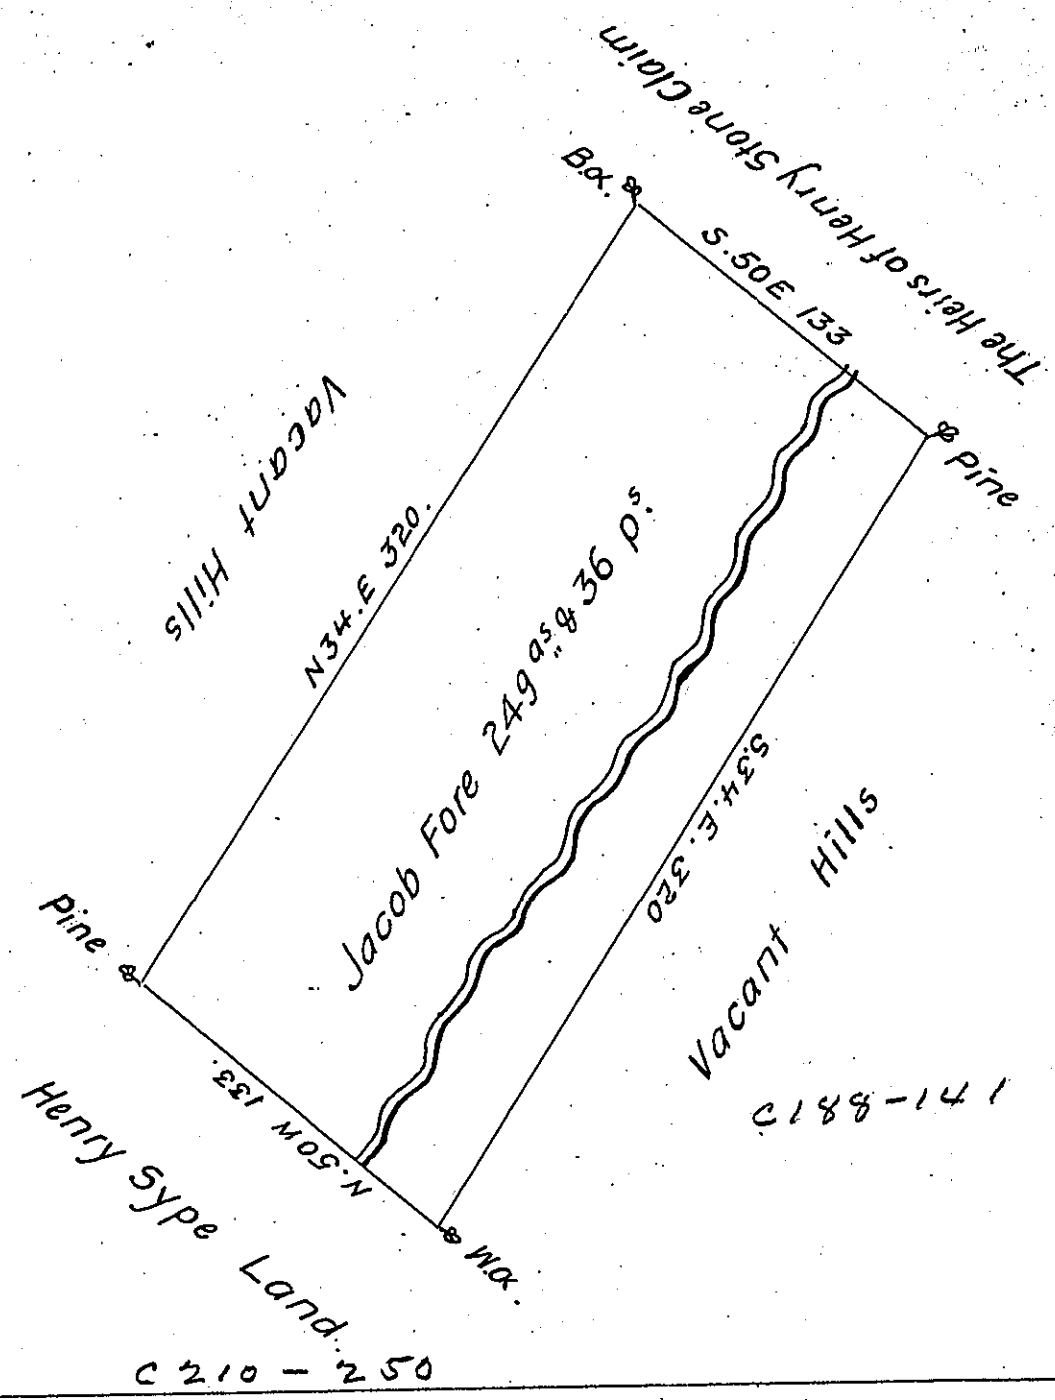 The Heirs of Henry Stone Claim
B.O.
S.50E 133
Pine
Vacant Hills
N34.E 320.
Jacob Fore 249 as & 36 ps.
S34.E. 320
Vacant Hills
Pine
N.50W 133.
W.O.
Henry Sype Land.
C188-141
C210-250